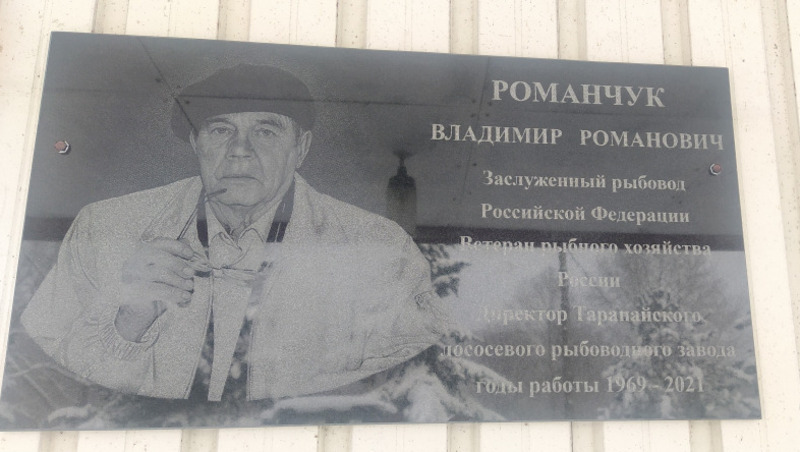 РОМАНЧУК
ВЛАДИМИР РОМАНОВИЧ
Заслуженный рыбовод
Российской Федерации
Ветеран рыбного хозяйства
России
Директор Таранайского
лососевого рыбоводного завода
годы работы 1969 - 2021